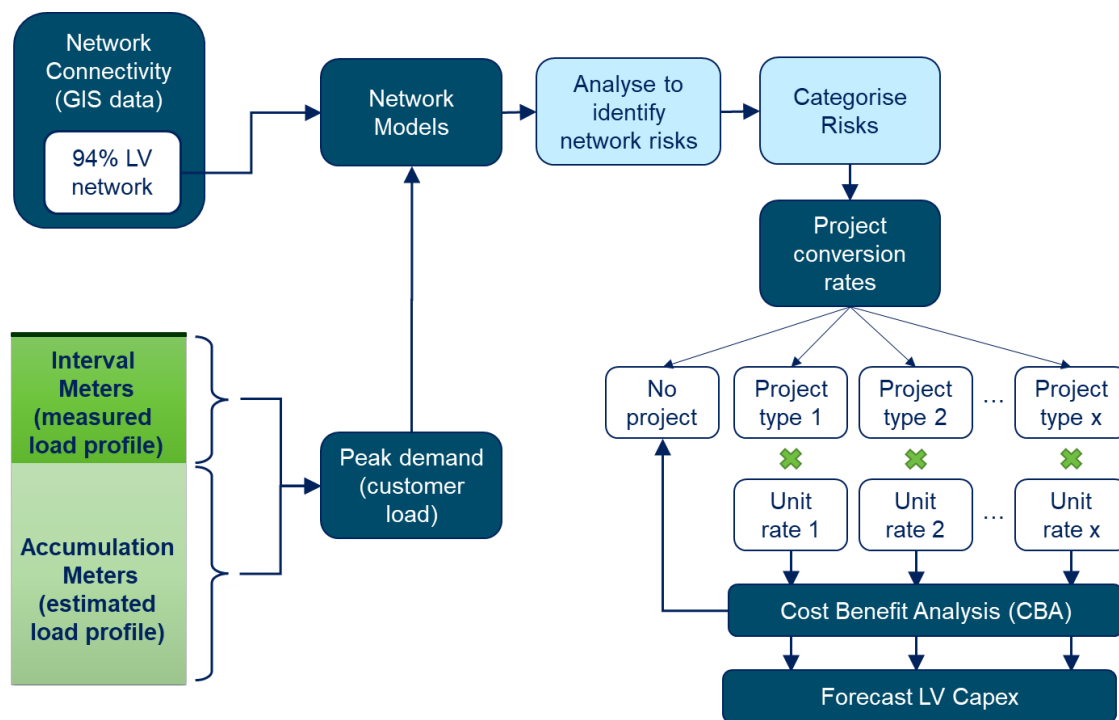 Network
Connectivity
(GIS data)
94% LV
network
Network
Models
Analyse to
identify
network risks
Categorise
Risks
Project
conversion
rates
Interval
Meters
(measured
load profile)
Accumulation
Meters
(estimated
load profile)
Peak demand
(customer
load)
No
project
Project
type 1
Project
type 2
...
Project
type x
Unit
rate 1
Unit
rate 2
...
Unit
rate x
Cost Benefit Analysis (CBA)
Forecast LV Capex